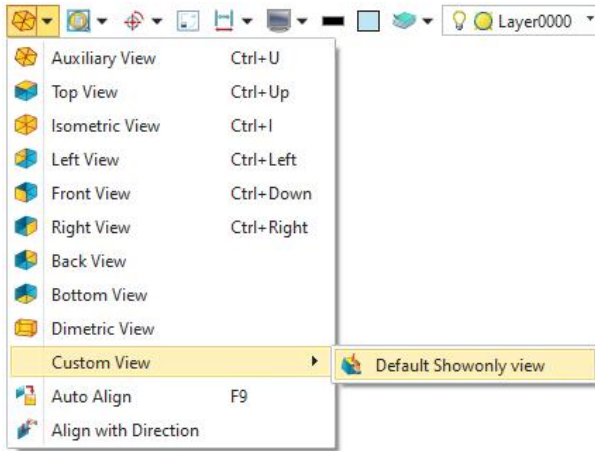 Layer0000
Auxiliary View Ctrl+U
Top View Ctrl+Up
Isometric View Ctrl+I
Left View Ctrl+Left
Front View Ctrl+Down
Right View Ctrl+Right
Back View
Bottom View
Dimetric View
Custom View Default Showonly view
Auto Align F9
Align with Direction